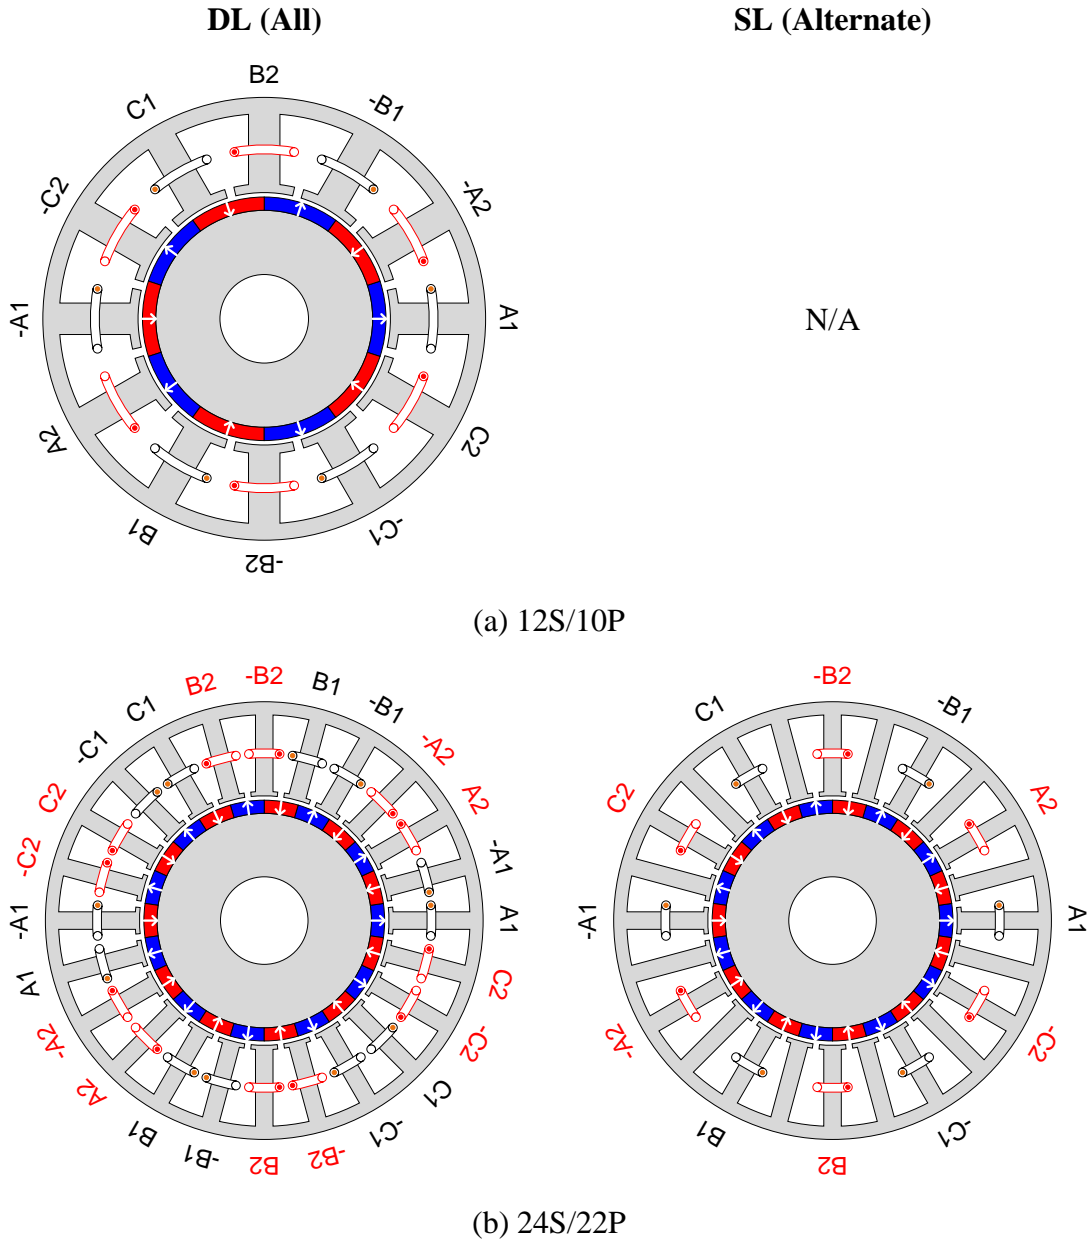 DL (All)
SL (Alternate)
B2
-B1
-A2
A1
C2
-C1
-B2
B1
A2
-A1
-C2
C1
N/A
(a) 12S/10P
-B2
B1
-B1
-A2
A2
-A1
A1
C2
-C2
C1
-C1
-B2
B2
-B1
B1
A2
-A2
A1
-A1
-C2
C2
-C1
C1
B2
-B2
-B1
A2
A1
-C2
-C1
B2
B1
-A2
-A1
C2
C1
(b) 24S/22P